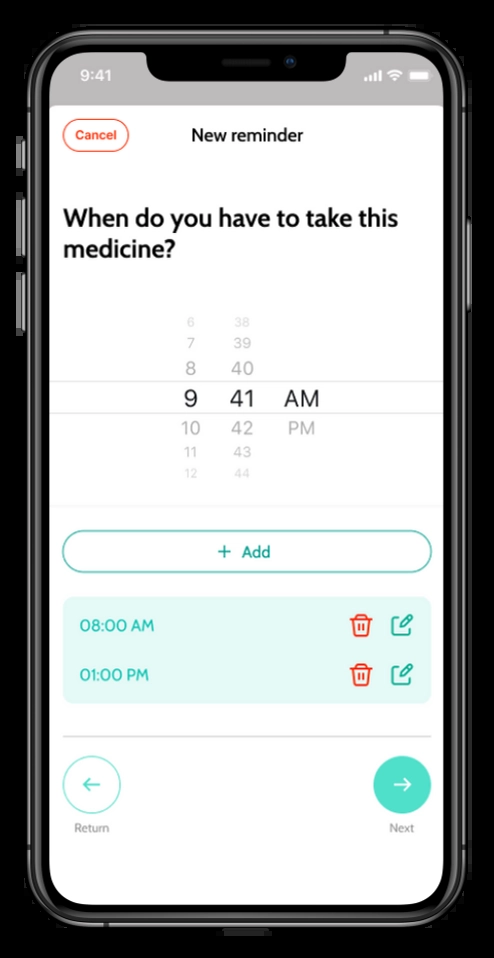 9:41
Cancel
New reminder
When do you have to take this
medicine?
6 38
7 39
8 40
9 41 AM
10 42 PM
11 43
12 44
+ Add
08:00 AM
01:00 PM
Return
Next